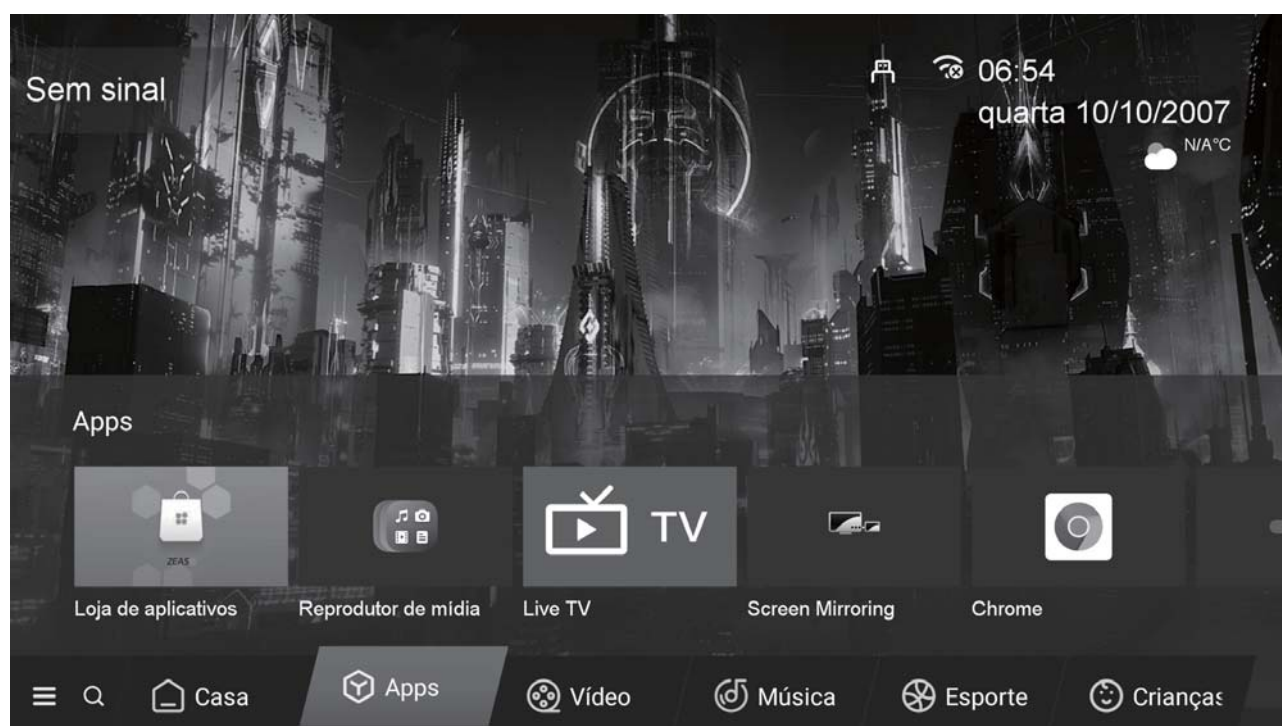 Sem sinal
06:54
quarta 10/10/2007
N/A°C
Apps
ZEAS
TV
Loja de aplicativos
Reprodutor de mídia
Live TV
Screen Mirroring
Chrome
Casa
Apps
Vídeo
Música
Esporte
Crianças